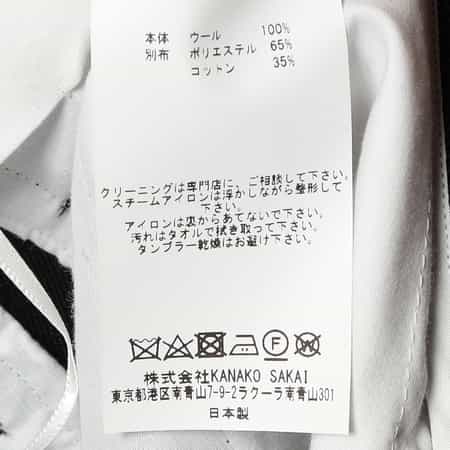 本体 ウール 100%
別布 ポリエステル 65%
コットン 35%
クリーニングは専門店に、ご相談して下さい。
スチームアイロンは浮かしながら整形して
下さい。
アイロンは衷からあてないで下さい。
汚れはタオルで拭き取って下さい。
タンブラー乾燥はお避け下さい。
F W
株式会社KANAKO SAKAI
東京都港区南青山7-9-2ラクーラ南青山301
日本製